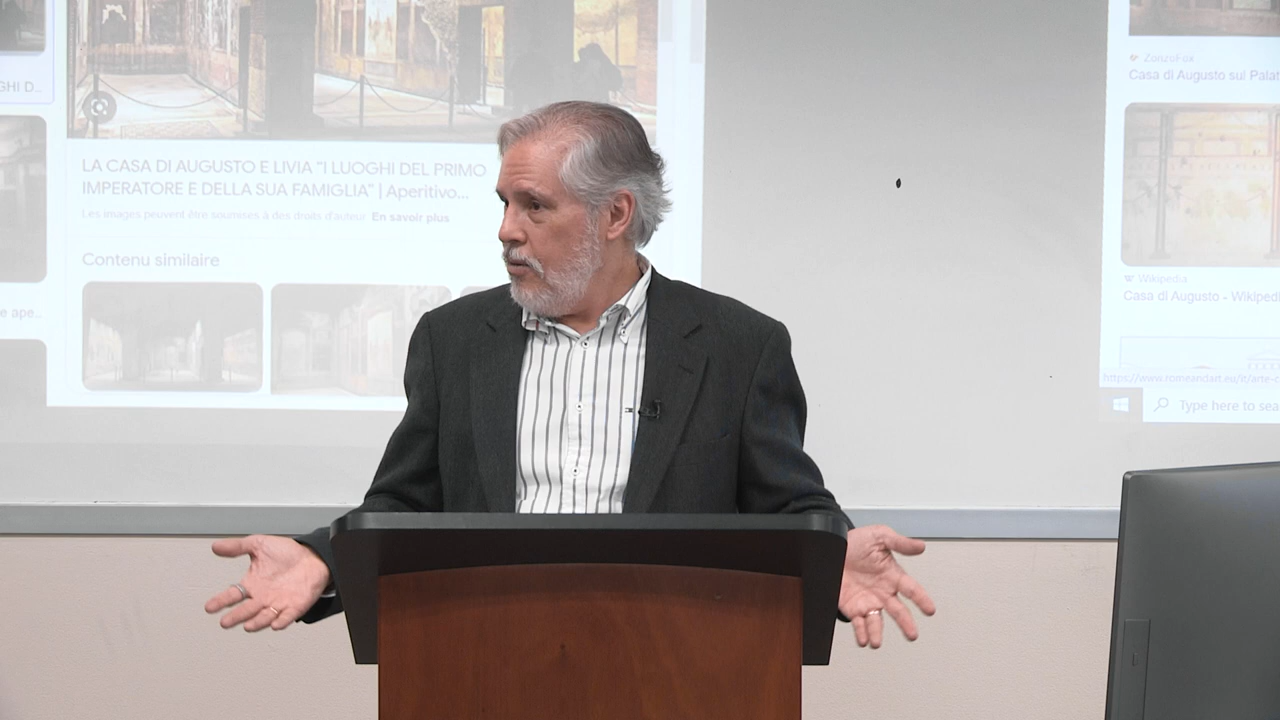 GHI D...
LA CASA DI AUGUSTO E LIVIA "I LUOGHI DEL PRIMO
IMPERATORE E DELLA SUA FAMIGLIA" | Aperitivo...
Les images peuvent être soumises à des droits d'auteur En savoir plus
Contenu similaire
e ape...
Casa di Augusto sul Palat
Wikipedia
Casa di Augusto - Wikiped
https://www.romeandart.eu/it/arte-c
Type here to sea